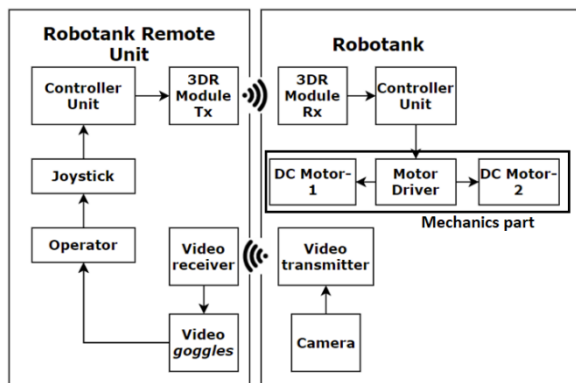 Robotank Remote
Unit
Controller
Unit
3DR
Module
Tx
Joystick
Operator
Video
receiver
Video
goggles
Robotank
3DR
Module
Rx
Controller
Unit
DC Motor-
1
Motor
Driver
DC Motor-
2
Mechanics part
Video
transmitter
Camera